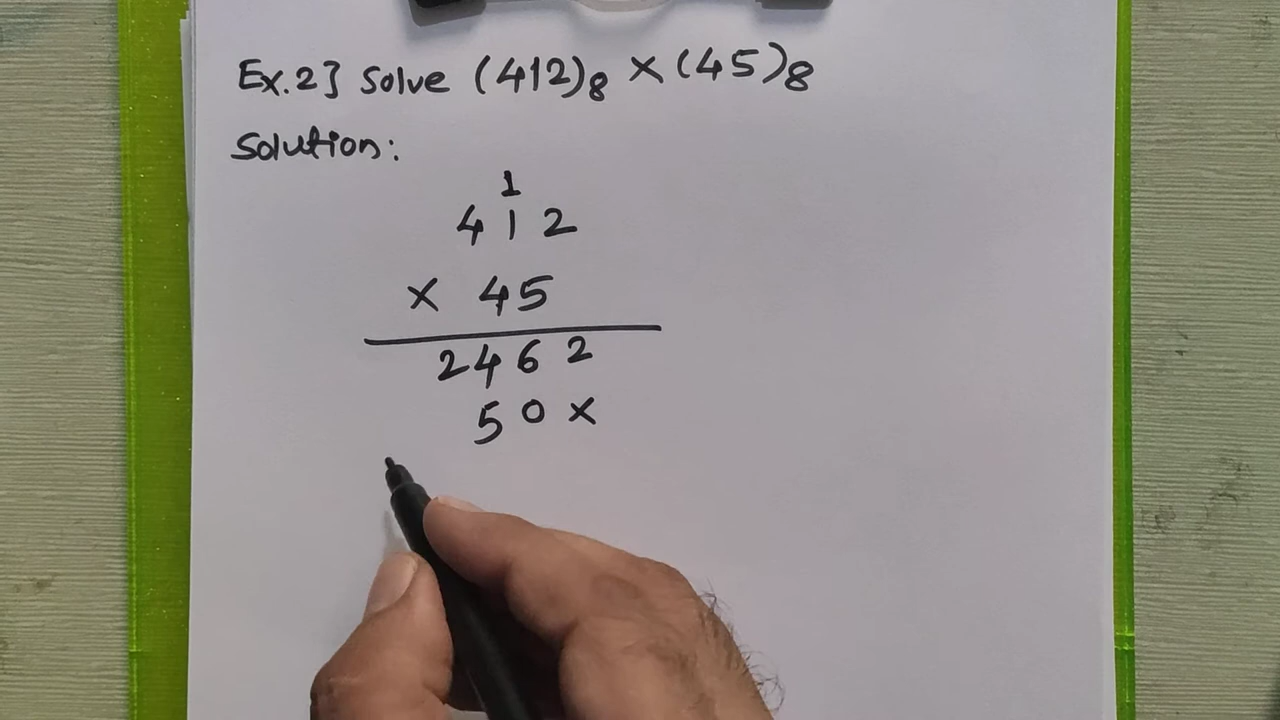 Ex.2] Solve (412)8 × (45)8
Solution:
1
412
× 45
2462
50×